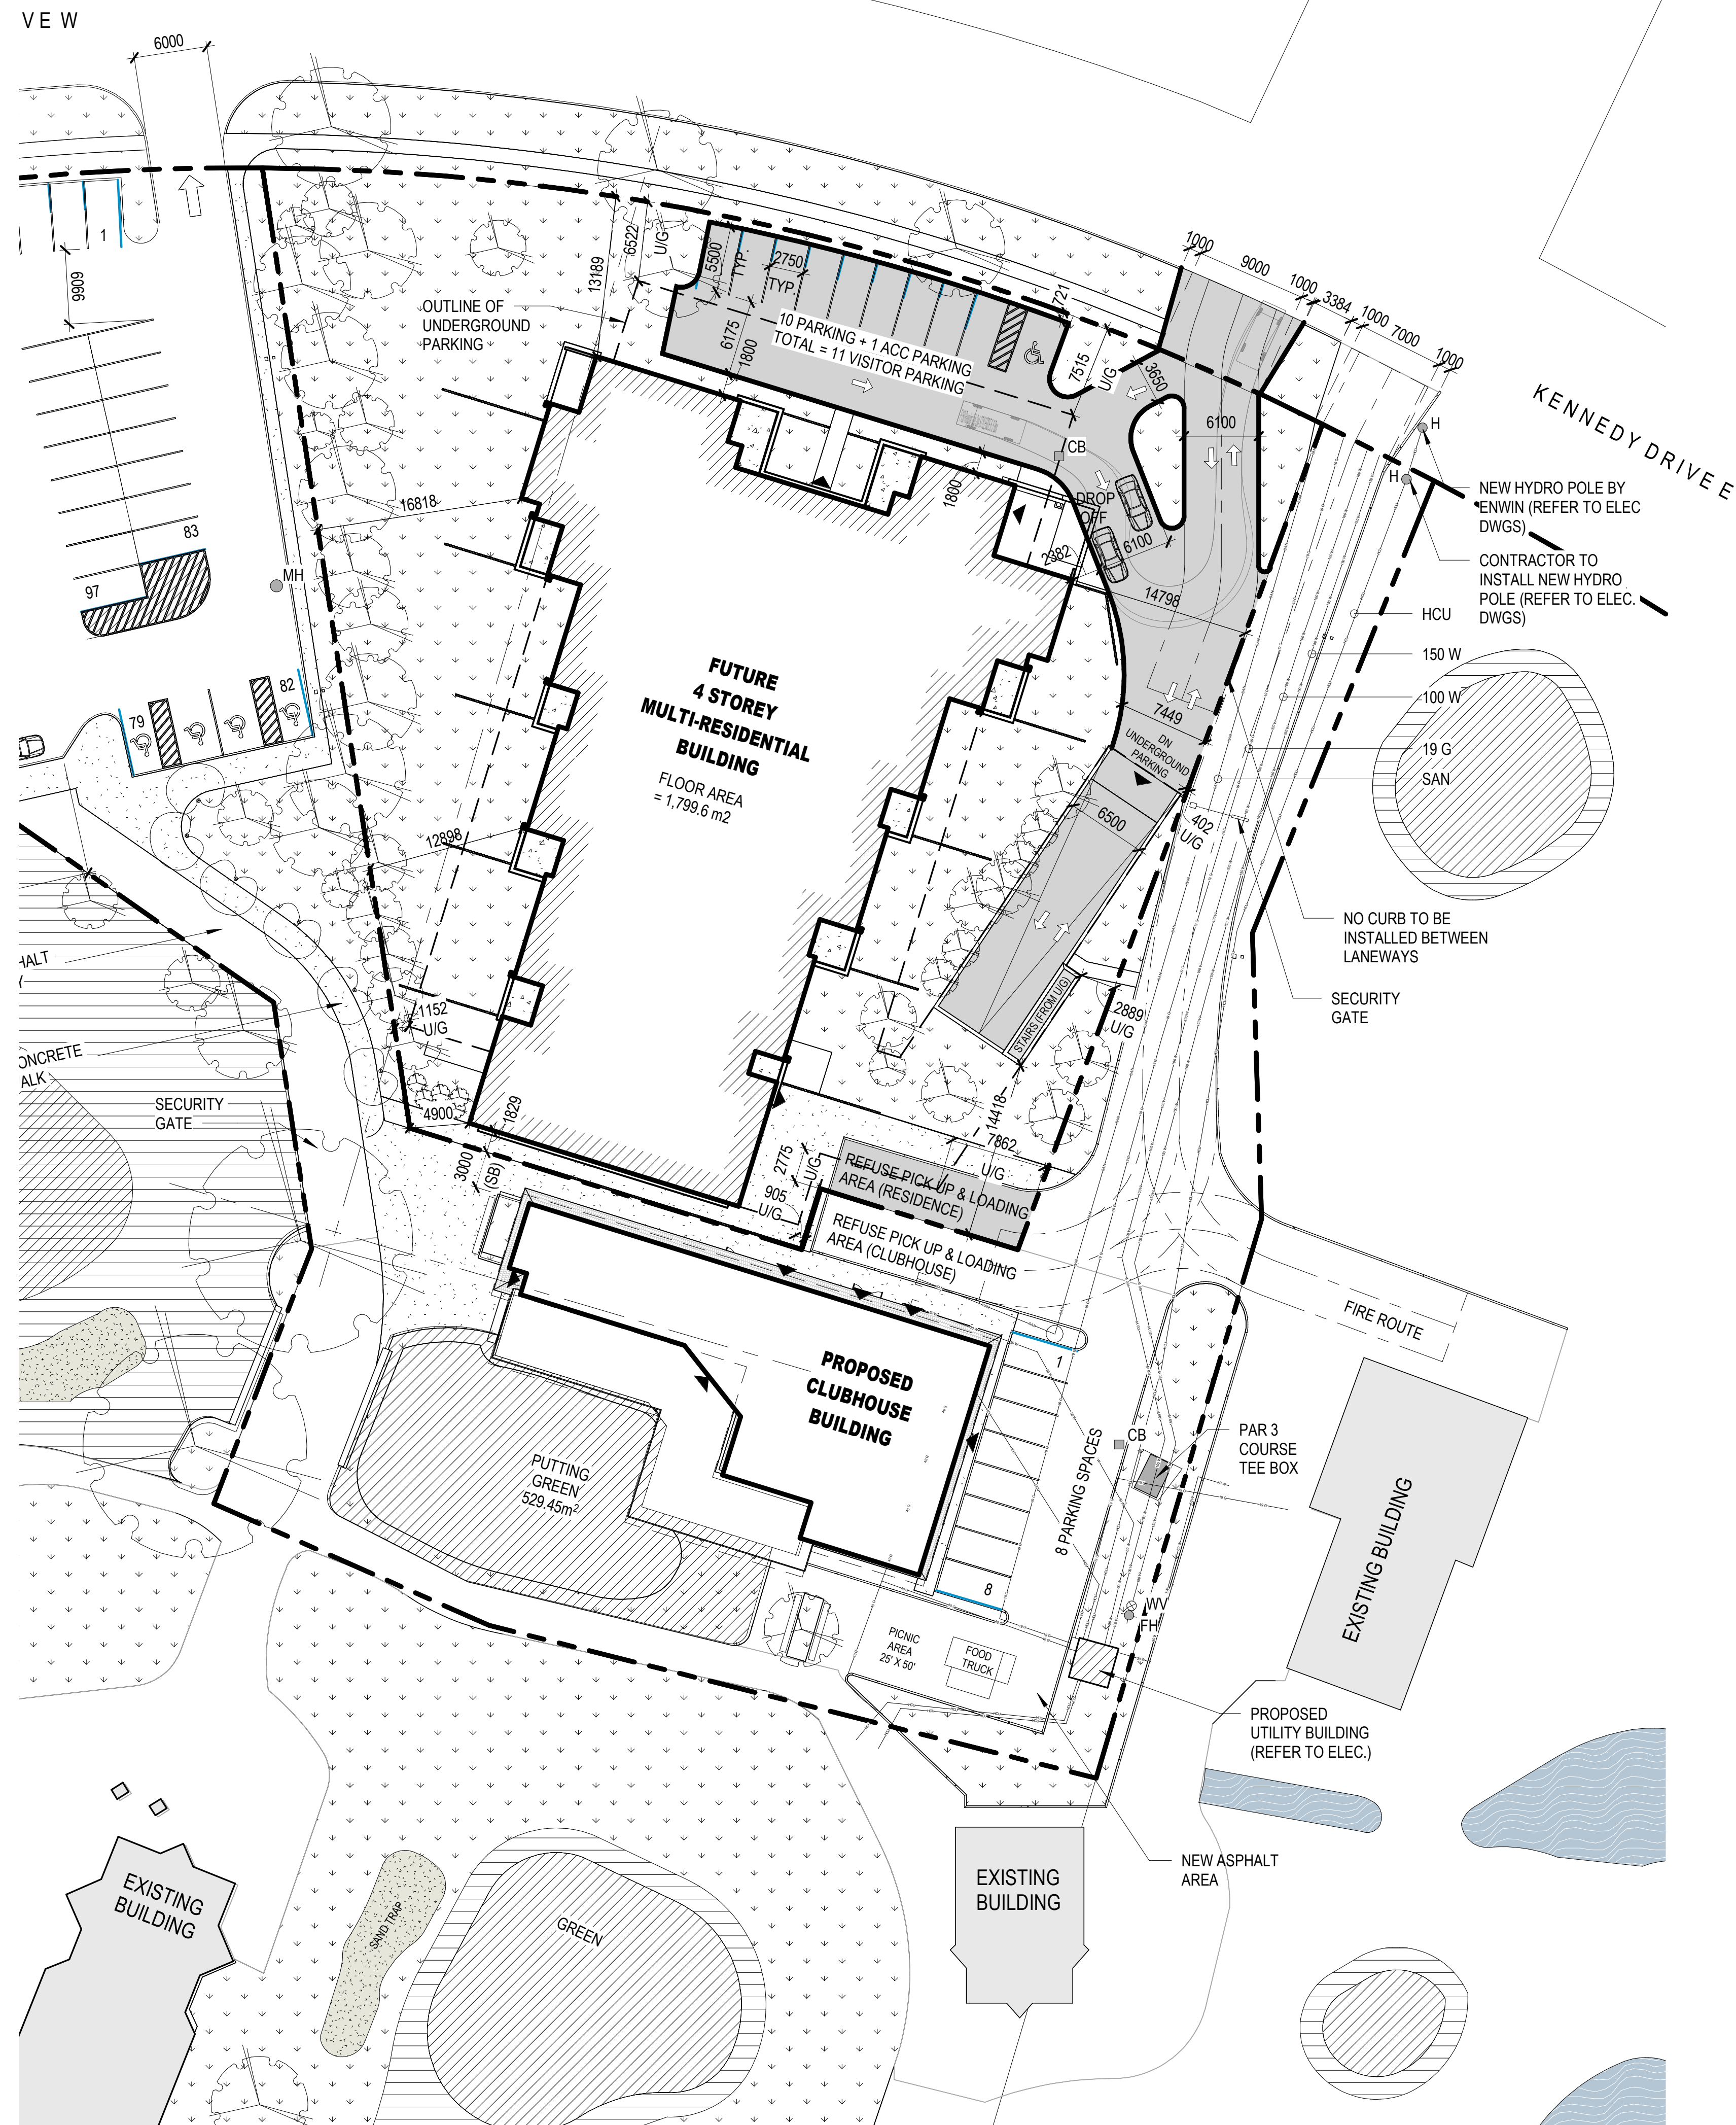 VEW
6000
1
9909
83
97
MH
82
79
HALT
Y
ONCRETE
ALK
SECURITY
GATE
OUTLINE OF
UNDERGROUND
PARKING
13189
6522
U/G
5500
TYP.
2750
TYP.
6175
1800
10 PARKING + 1 ACC PARKING
TOTAL = 11 VISITOR PARKING
721
7515
U/G
3650
1000
9000
1000
3384
1000
7000
1000
KENNEDY DRIVE E
6100
CB
1800
DROP
OFF
2382
6100
14798
H
H
NEW HYDRO POLE BY
ENWIN (REFER TO ELEC
DWGS)
CONTRACTOR TO
INSTALL NEW HYDRO
POLE (REFER TO ELEC.
DWGS)
HCU
150 W
100 W
19 G
SAN
16818
12898
FUTURE
4 STOREY
MULTI-RESIDENTIAL
BUILDING
FLOOR AREA
= 1,799.6 m2
7449
DN
UNDERGROUND
PARKING
6500
402
U/G
NO CURB TO BE
INSTALLED BETWEEN
LANEWAYS
SECURITY
GATE
STAIRS (FROM U/G)
2889
U/G
1152
U/G
4900
1829
3000
(SB)
14418
7862
U/G
2775
U/G
905
U/G
REFUSE PICK UP & LOADING
AREA (RESIDENCE)
REFUSE PICK UP & LOADING
AREA (CLUBHOUSE)
FIRE ROUTE
PROPOSED
CLUBHOUSE
BUILDING
1
8 PARKING SPACES
8
CB
PAR 3
COURSE
TEE BOX
EXISTING BUILDING
PUTTING
GREEN
529.45m²
WV
FH
PICNIC
AREA
25' X 50'
FOOD
TRUCK
PROPOSED
UTILITY BUILDING
(REFER TO ELEC.)
NEW ASPHALT
AREA
EXISTING
BUILDING
EXISTING
BUILDING
SAND TRAP
GREEN